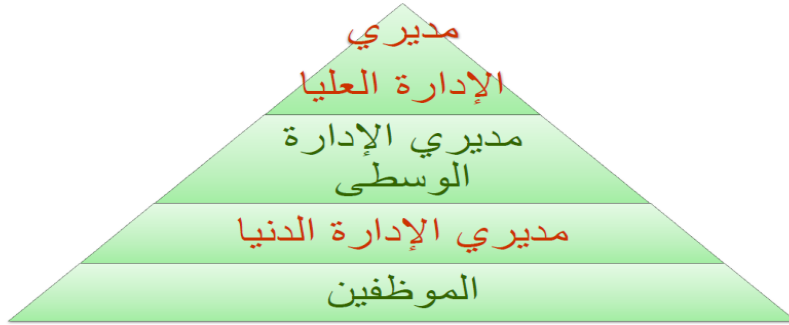 مديري
الإدارة العليا
مديري الإدارة
الوسطى
مديري الإدارة الدنيا
الموظفين